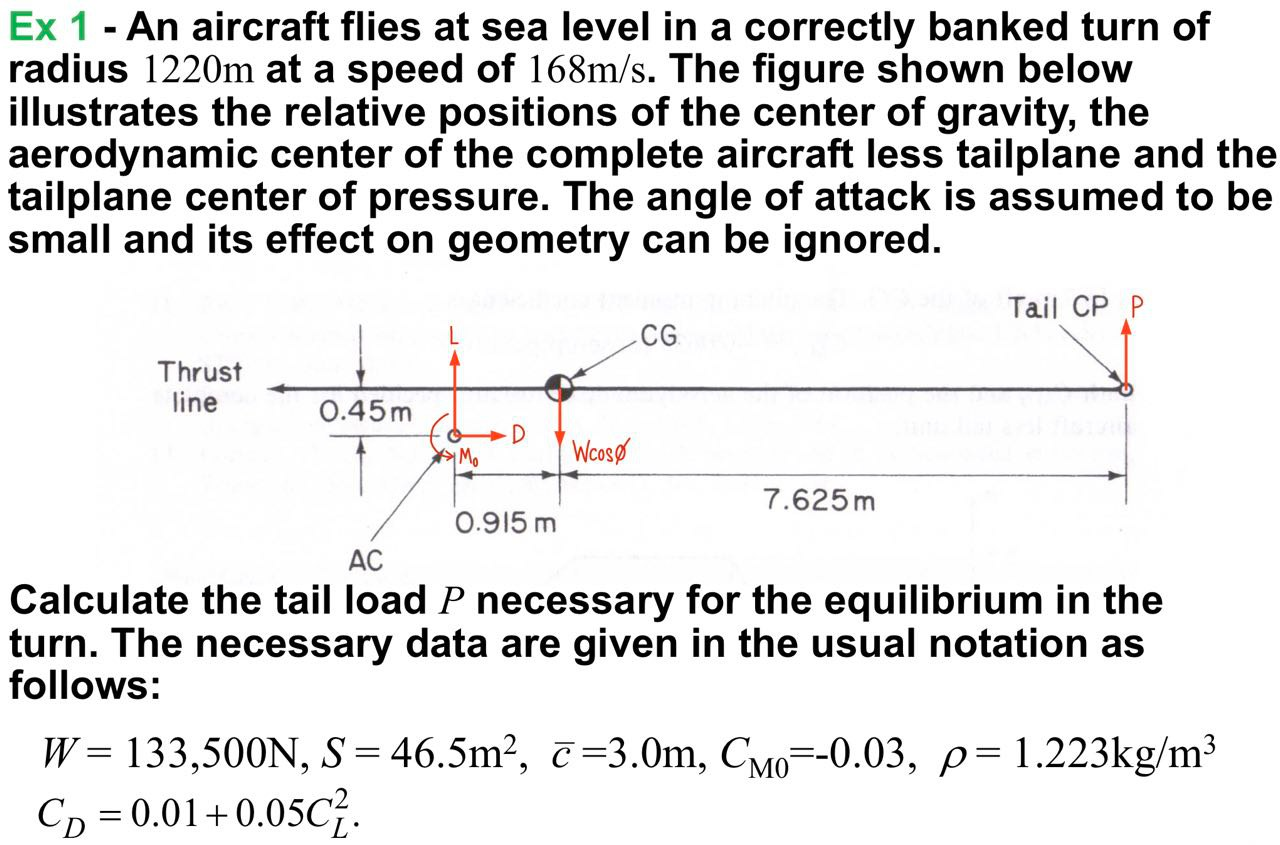 Ex 1 - An aircraft flies at sea level in a correctly banked turn of
radius 1220m at a speed of 168m/s. The figure shown below
illustrates the relative positions of the center of gravity, the
aerodynamic center of the complete aircraft less tailplane and the
tailplane center of pressure. The angle of attack is assumed to be
small and its effect on geometry can be ignored.
Tail CP P
L
CG
Thrust
line
0.45m
D
M₀
Wcosø
7.625m
0.915m
AC
Calculate the tail load P necessary for the equilibrium in the
turn. The necessary data are given in the usual notation as
follows:
W = 133,500N, S = 46.5m², c̅ =3.0m, C_M0=-0.03, ρ = 1.223kg/m³
C_D = 0.01+0.05C_L².